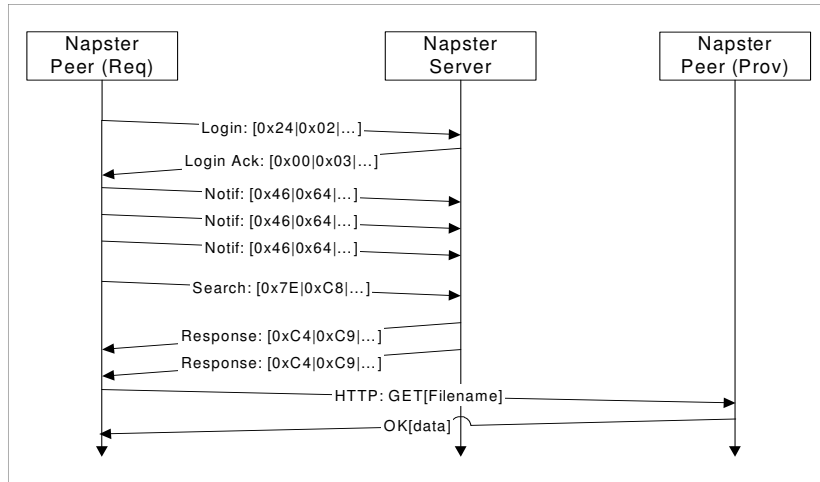 Napster
Peer (Req)
Napster
Server
Napster
Peer (Prov)
Login: [0x24|0x02|...]
Login Ack: [0x00|0x03|...]
Notif: [0x46|0x64|...]
Notif: [0x46|0x64|...]
Notif: [0x46|0x64|...]
Search: [0x7E|0xC8|...]
Response: [0xC4|0xC9|...]
Response: [0xC4|0xC9|...]
HTTP: GET[Filename]
OK[data]